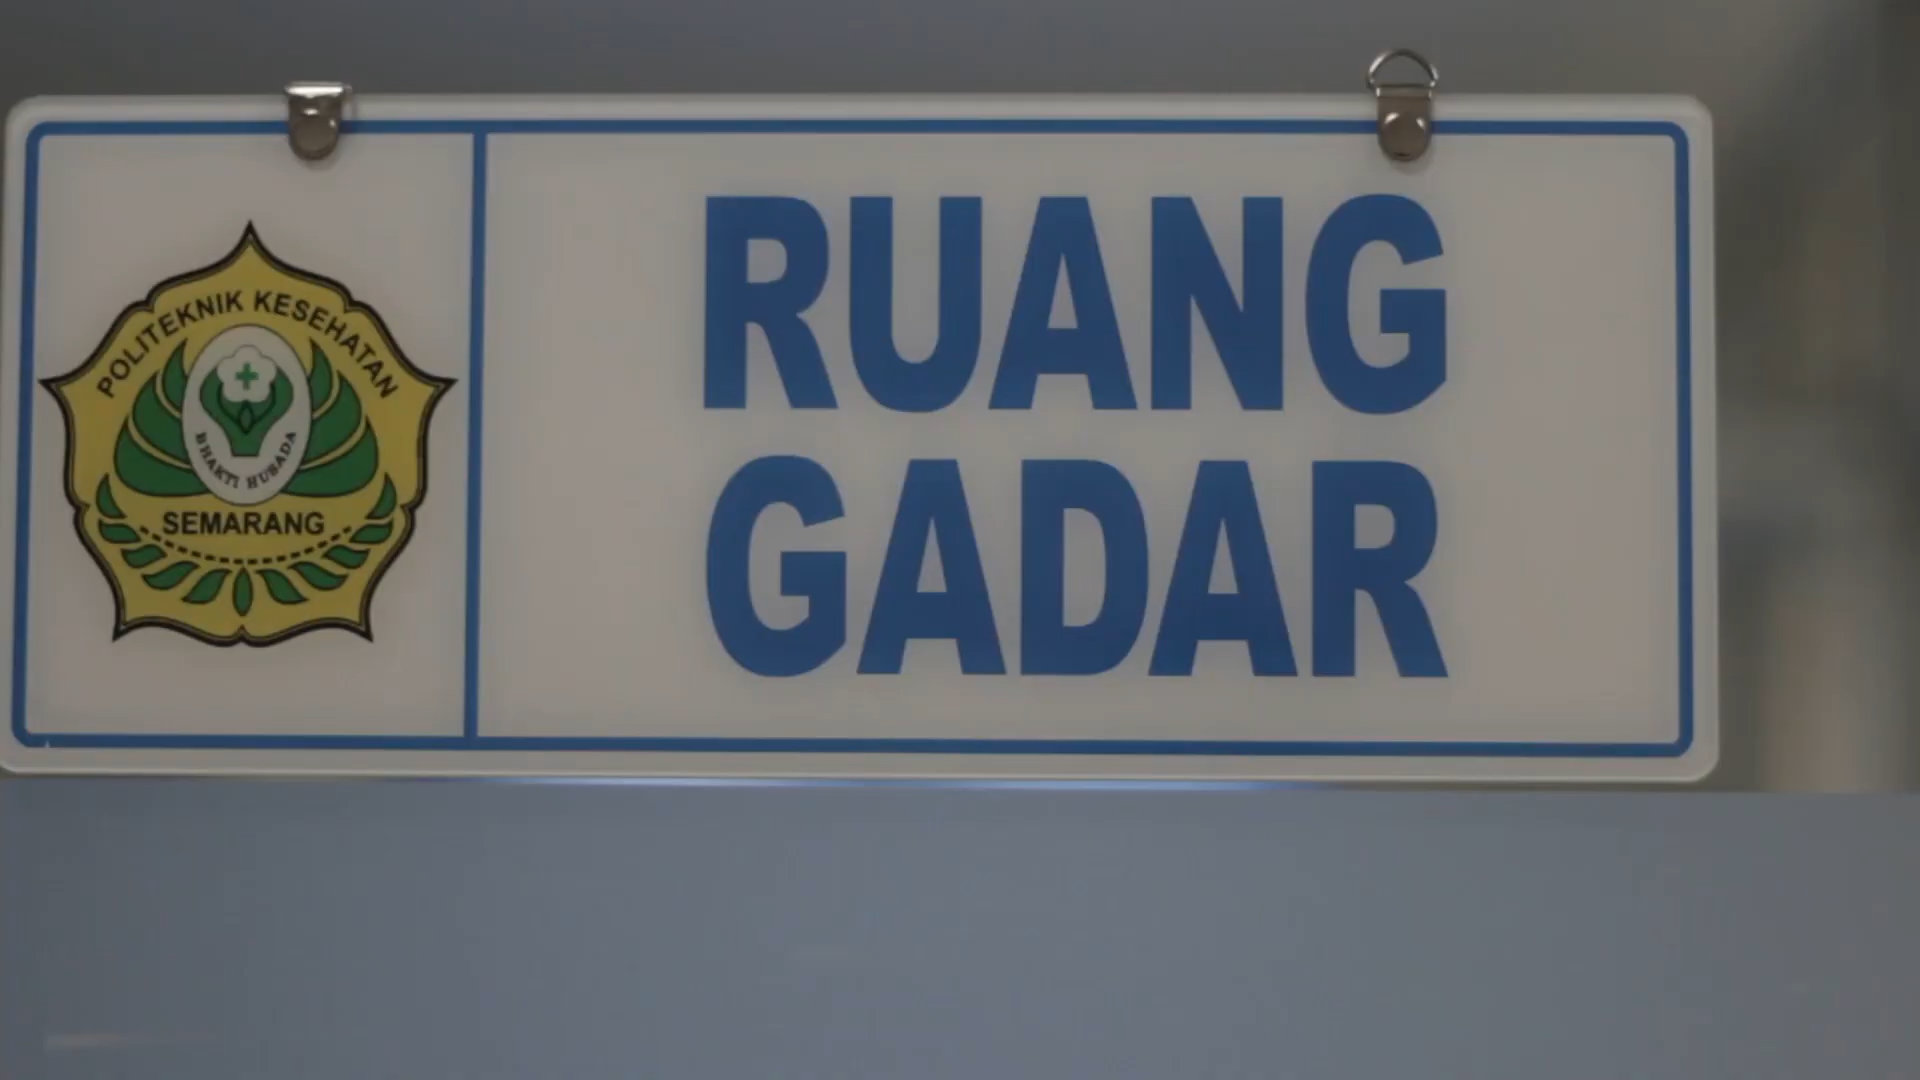 POLITEKNIK KESEHATAN
BHAKTI HUSADA
SEMARANG
RUANG
GADAR